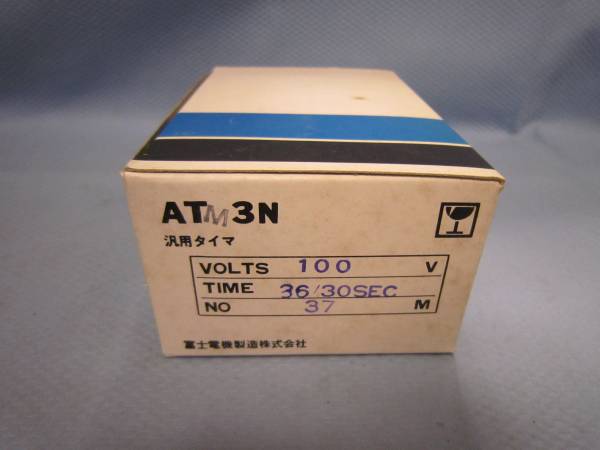 ATM3N
汎用タイマ
VOLTS 100 V
TIME 36/30SEC
NO 37 M
富士電機製造株式会社